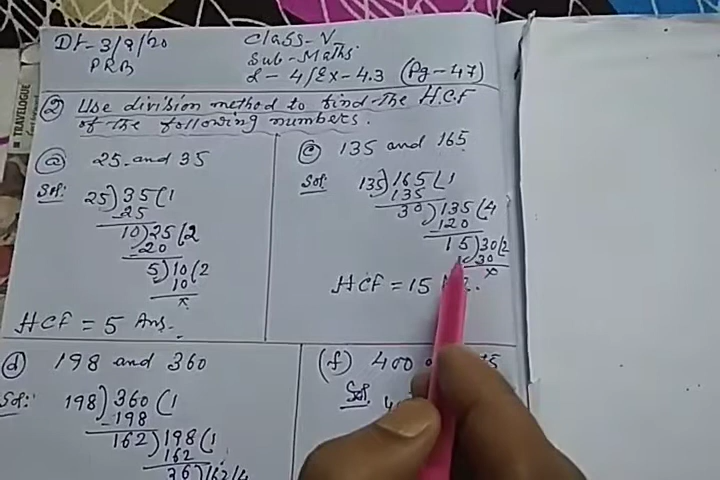 TRAVELOGUE
Dt-3/9/20
PRB
Class-V
Sub-Maths.
L-4/Ex-4.3 (Pg-47)
② Use division method to find the H.C.F
of the following numbers.
ⓐ 25 and 35
Sol:
25)35(1
-25
10)25(2
-20
5)10(2
10
x
HCF = 5 Ans.
ⓒ 135 and 165
Sol:
135)165(1
135
30)135(4
120
15)30(2
30
x
HCF = 15
ⓓ 198 and 360
Sol:
198)360(1
-198
162)198(1
162
36)162(4
(f) 400
Sol.